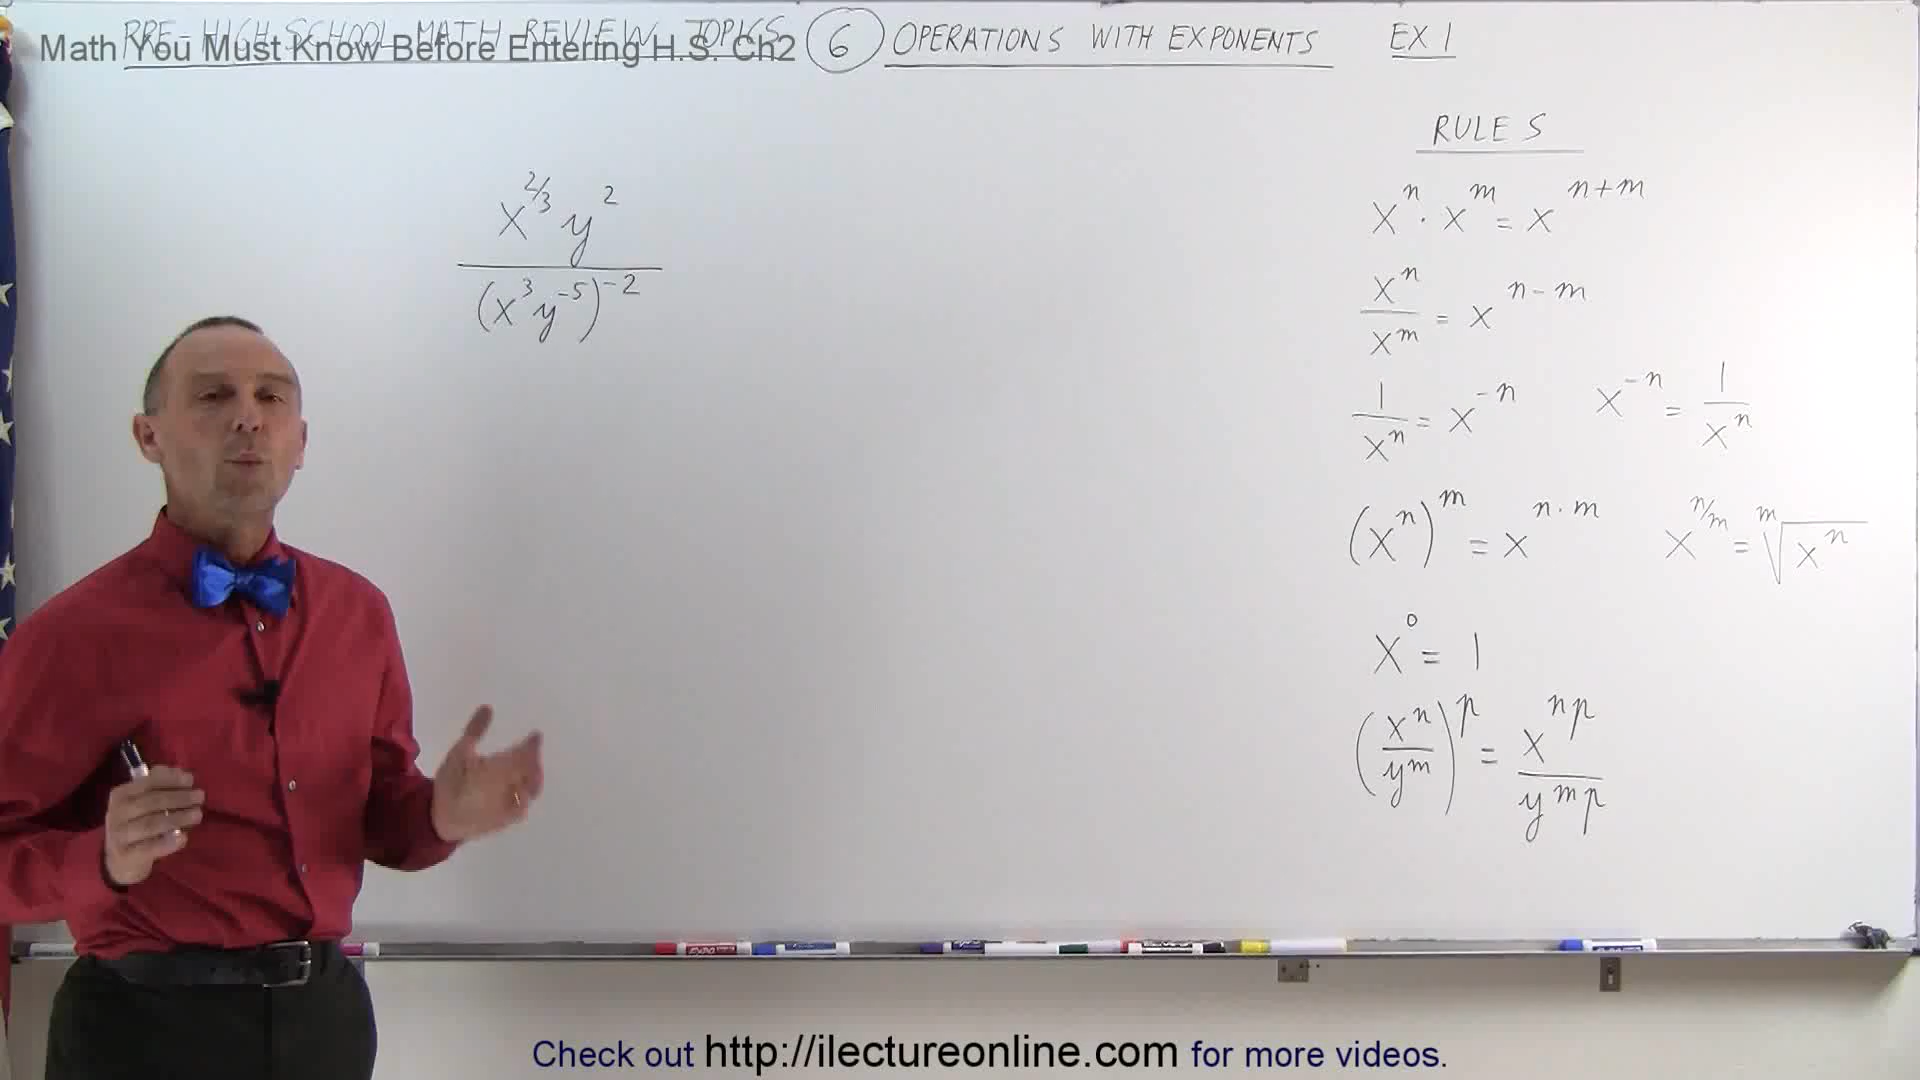 PRE-HIGH SCHOOL MATH REVIEW TOPICS 6 OPERATIONS WITH EXPONENTS EX 1
Math You Must Know Before Entering H.S. Ch2
RULES
x^{2/3} y^2
(x^3 y^{-5})^{-2}
x^n · x^m = x^{n+m}
x^n / x^m = x^{n-m}
1 / x^n = x^{-n} x^{-n} = 1 / x^n
(x^n)^m = x^{n·m} x^{n/m} = ᵐ√x^n
x^0 = 1
(x^n / y^m)^p = x^{np} / y^{mp}
Check out http://ilectureonline.com for more videos.